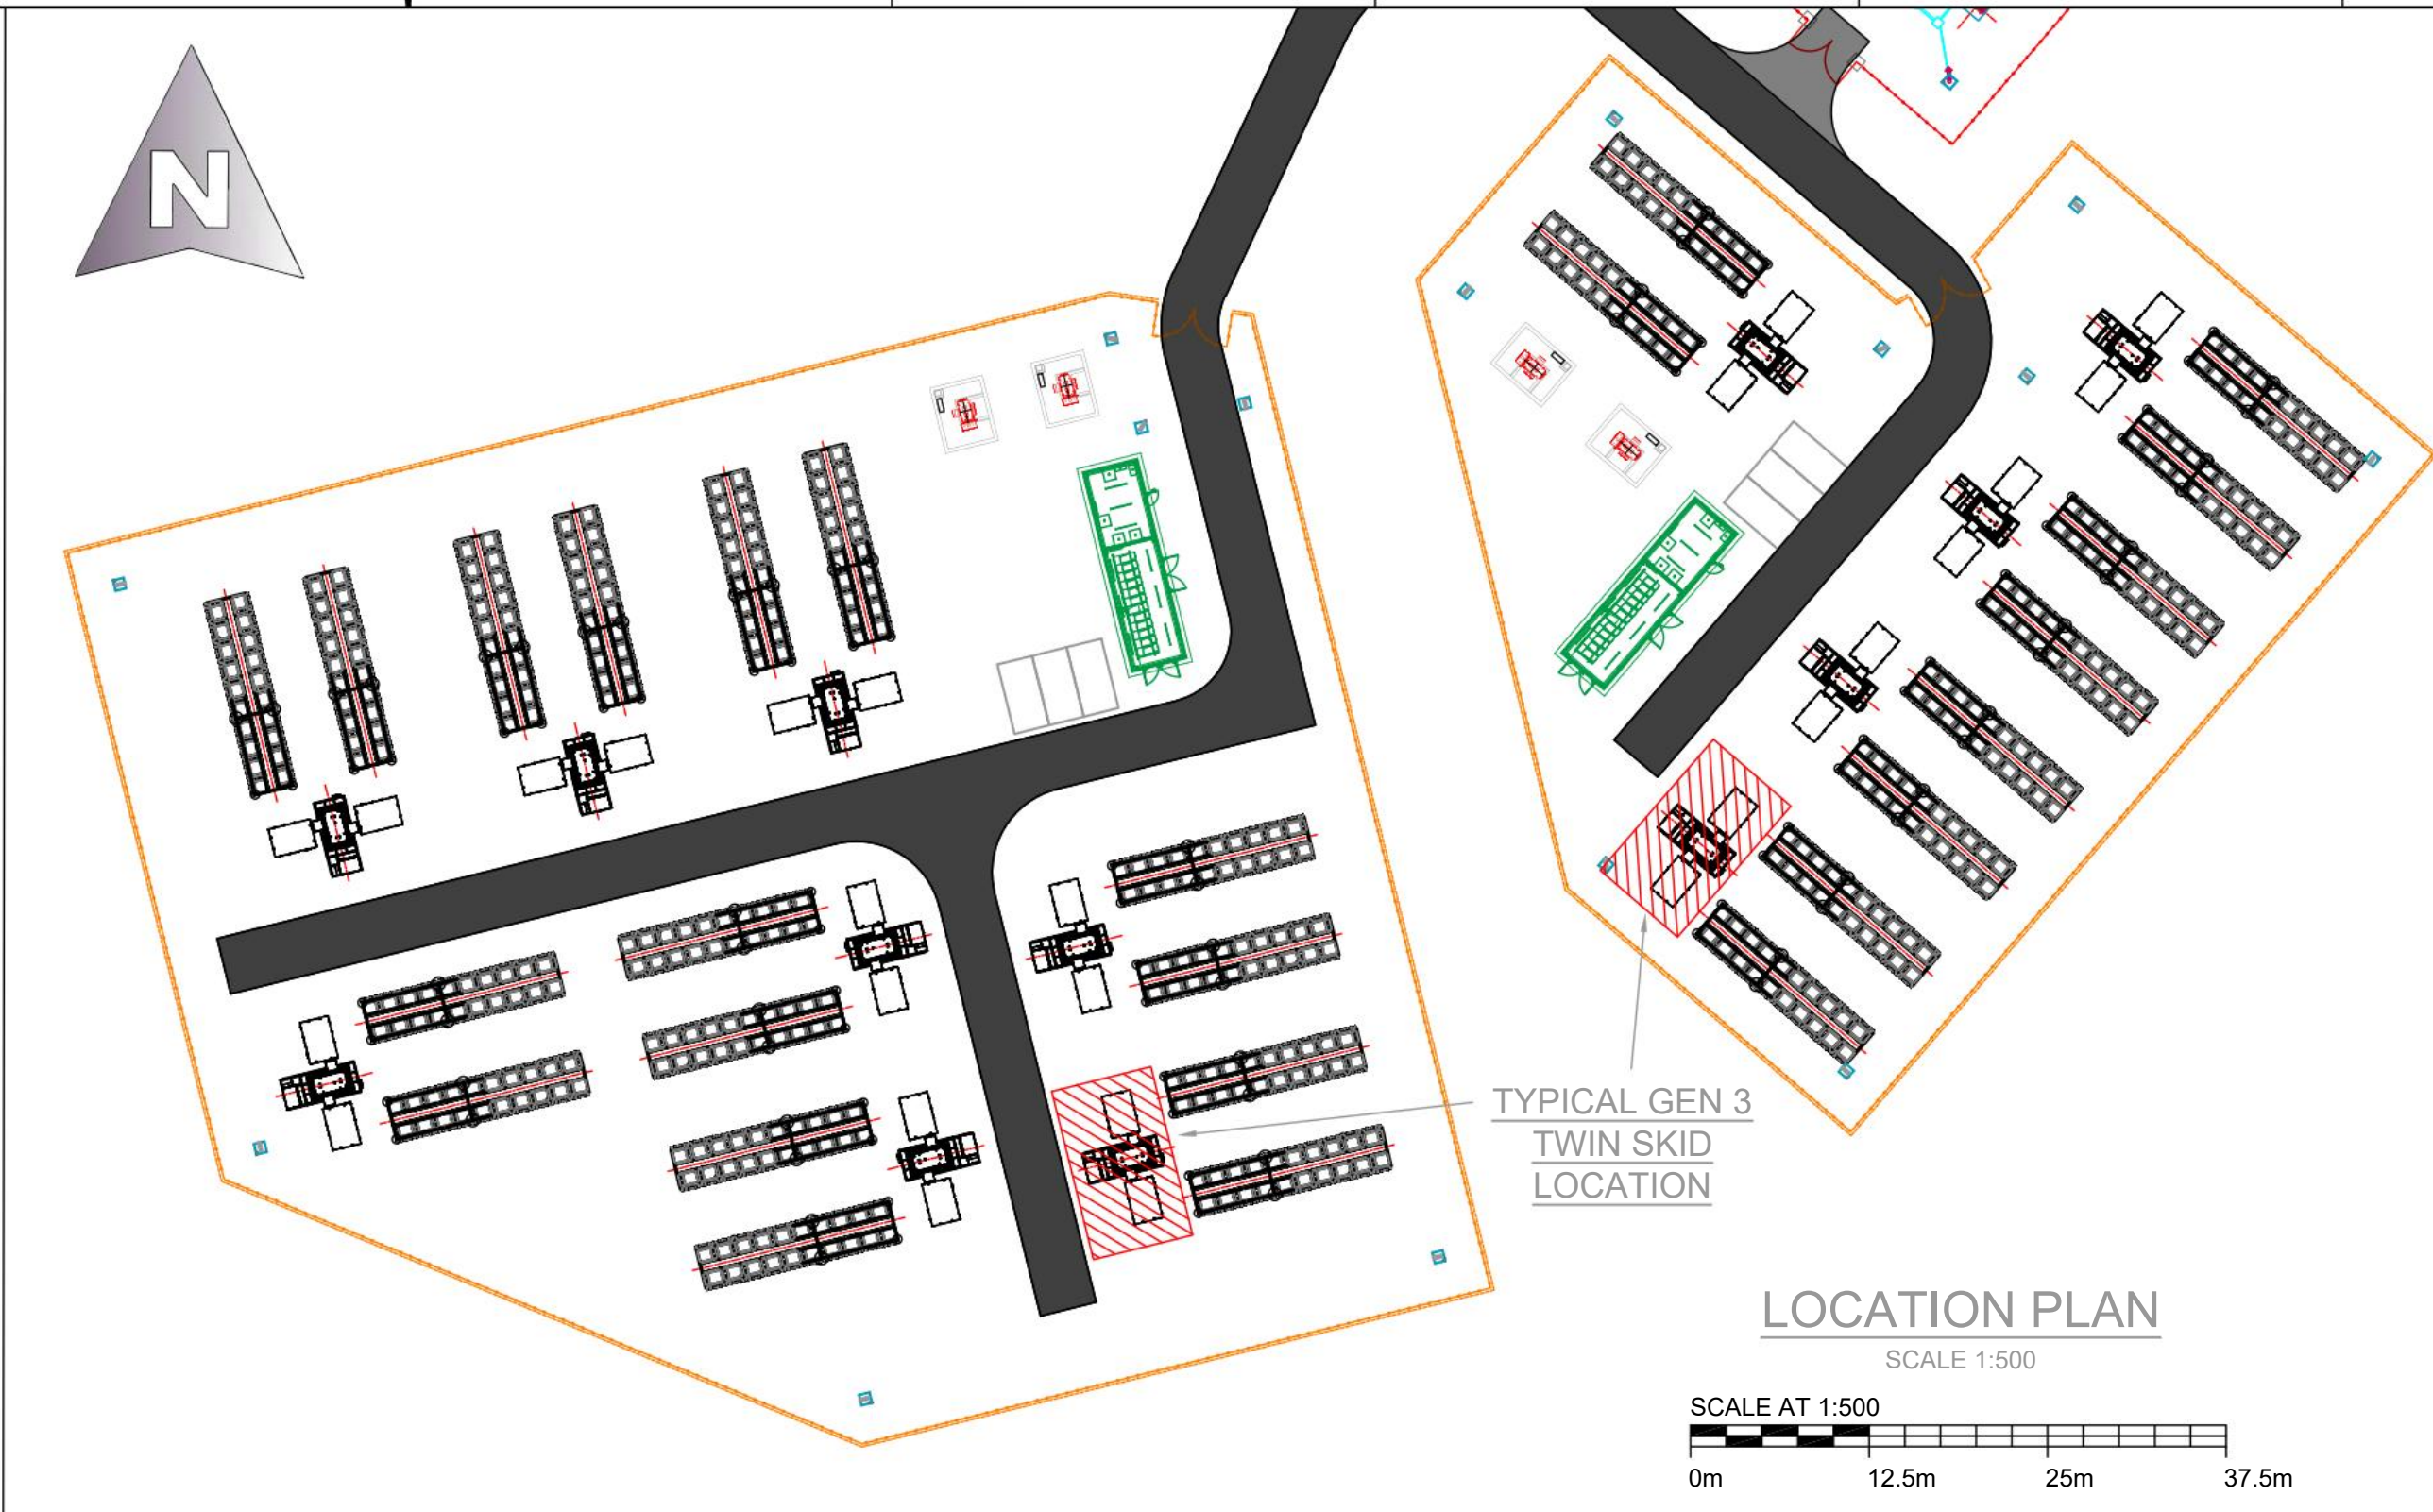 N
TYPICAL GEN 3
TWIN SKID
LOCATION
LOCATION PLAN
SCALE 1:500
SCALE AT 1:500
0m 12.5m 25m 37.5m